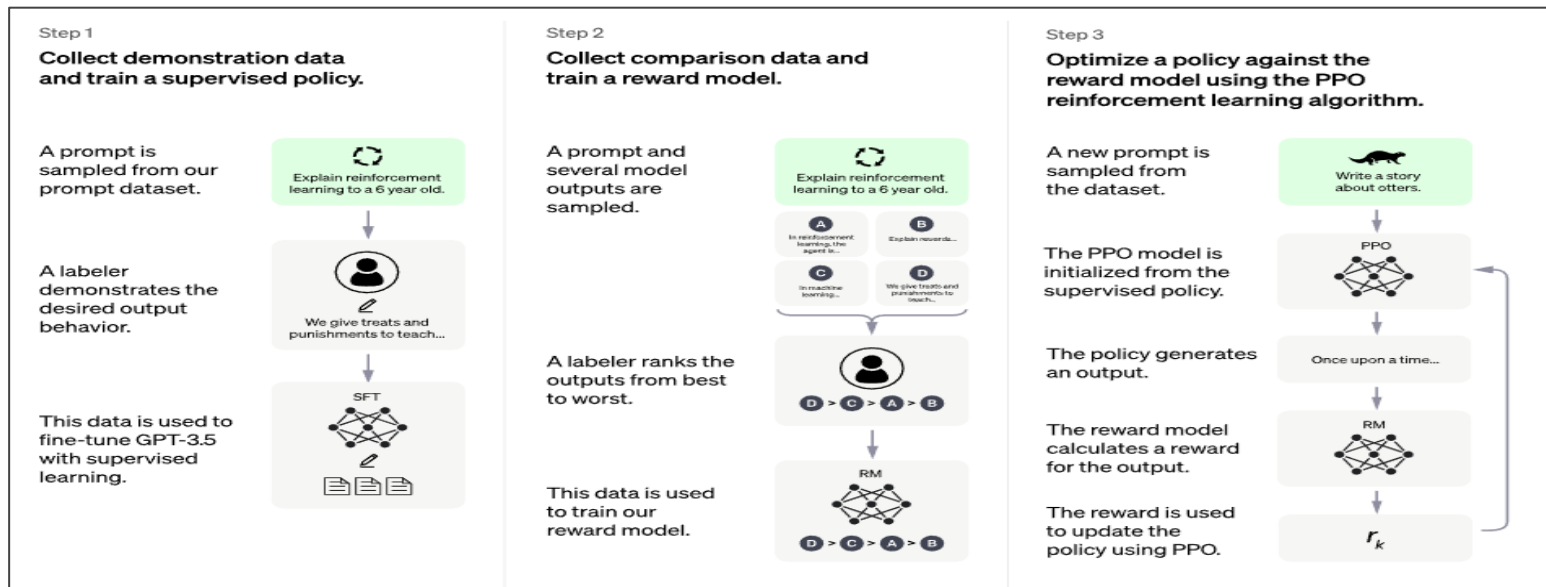 Step 1
Collect demonstration data
and train a supervised policy.
A prompt is
sampled from our
prompt dataset.
Explain reinforcement
learning to a 6 year old.
A labeler
demonstrates the
desired output
behavior.
We give treats and
punishments to teach...
This data is used to
fine-tune GPT-3.5
with supervised
learning.
SFT
Step 2
Collect comparison data and
train a reward model.
A prompt and
several model
outputs are
sampled.
Explain reinforcement
learning to a 6 year old.
A
In reinforcement
learning, the
agent is...
B
Explain rewards...
C
In machine
learning...
D
We give treats and
punishments to
teach...
A labeler ranks the
outputs from best
to worst.
D > C > A > B
This data is used
to train our
reward model.
RM
D > C > A > B
Step 3
Optimize a policy against the
reward model using the PPO
reinforcement learning algorithm.
A new prompt is
sampled from
the dataset.
Write a story
about otters.
The PPO model is
initialized from the
supervised policy.
PPO
The policy generates
an output.
Once upon a time...
The reward model
calculates a reward
for the output.
RM
The reward is used
to update the
policy using PPO.
rₖ